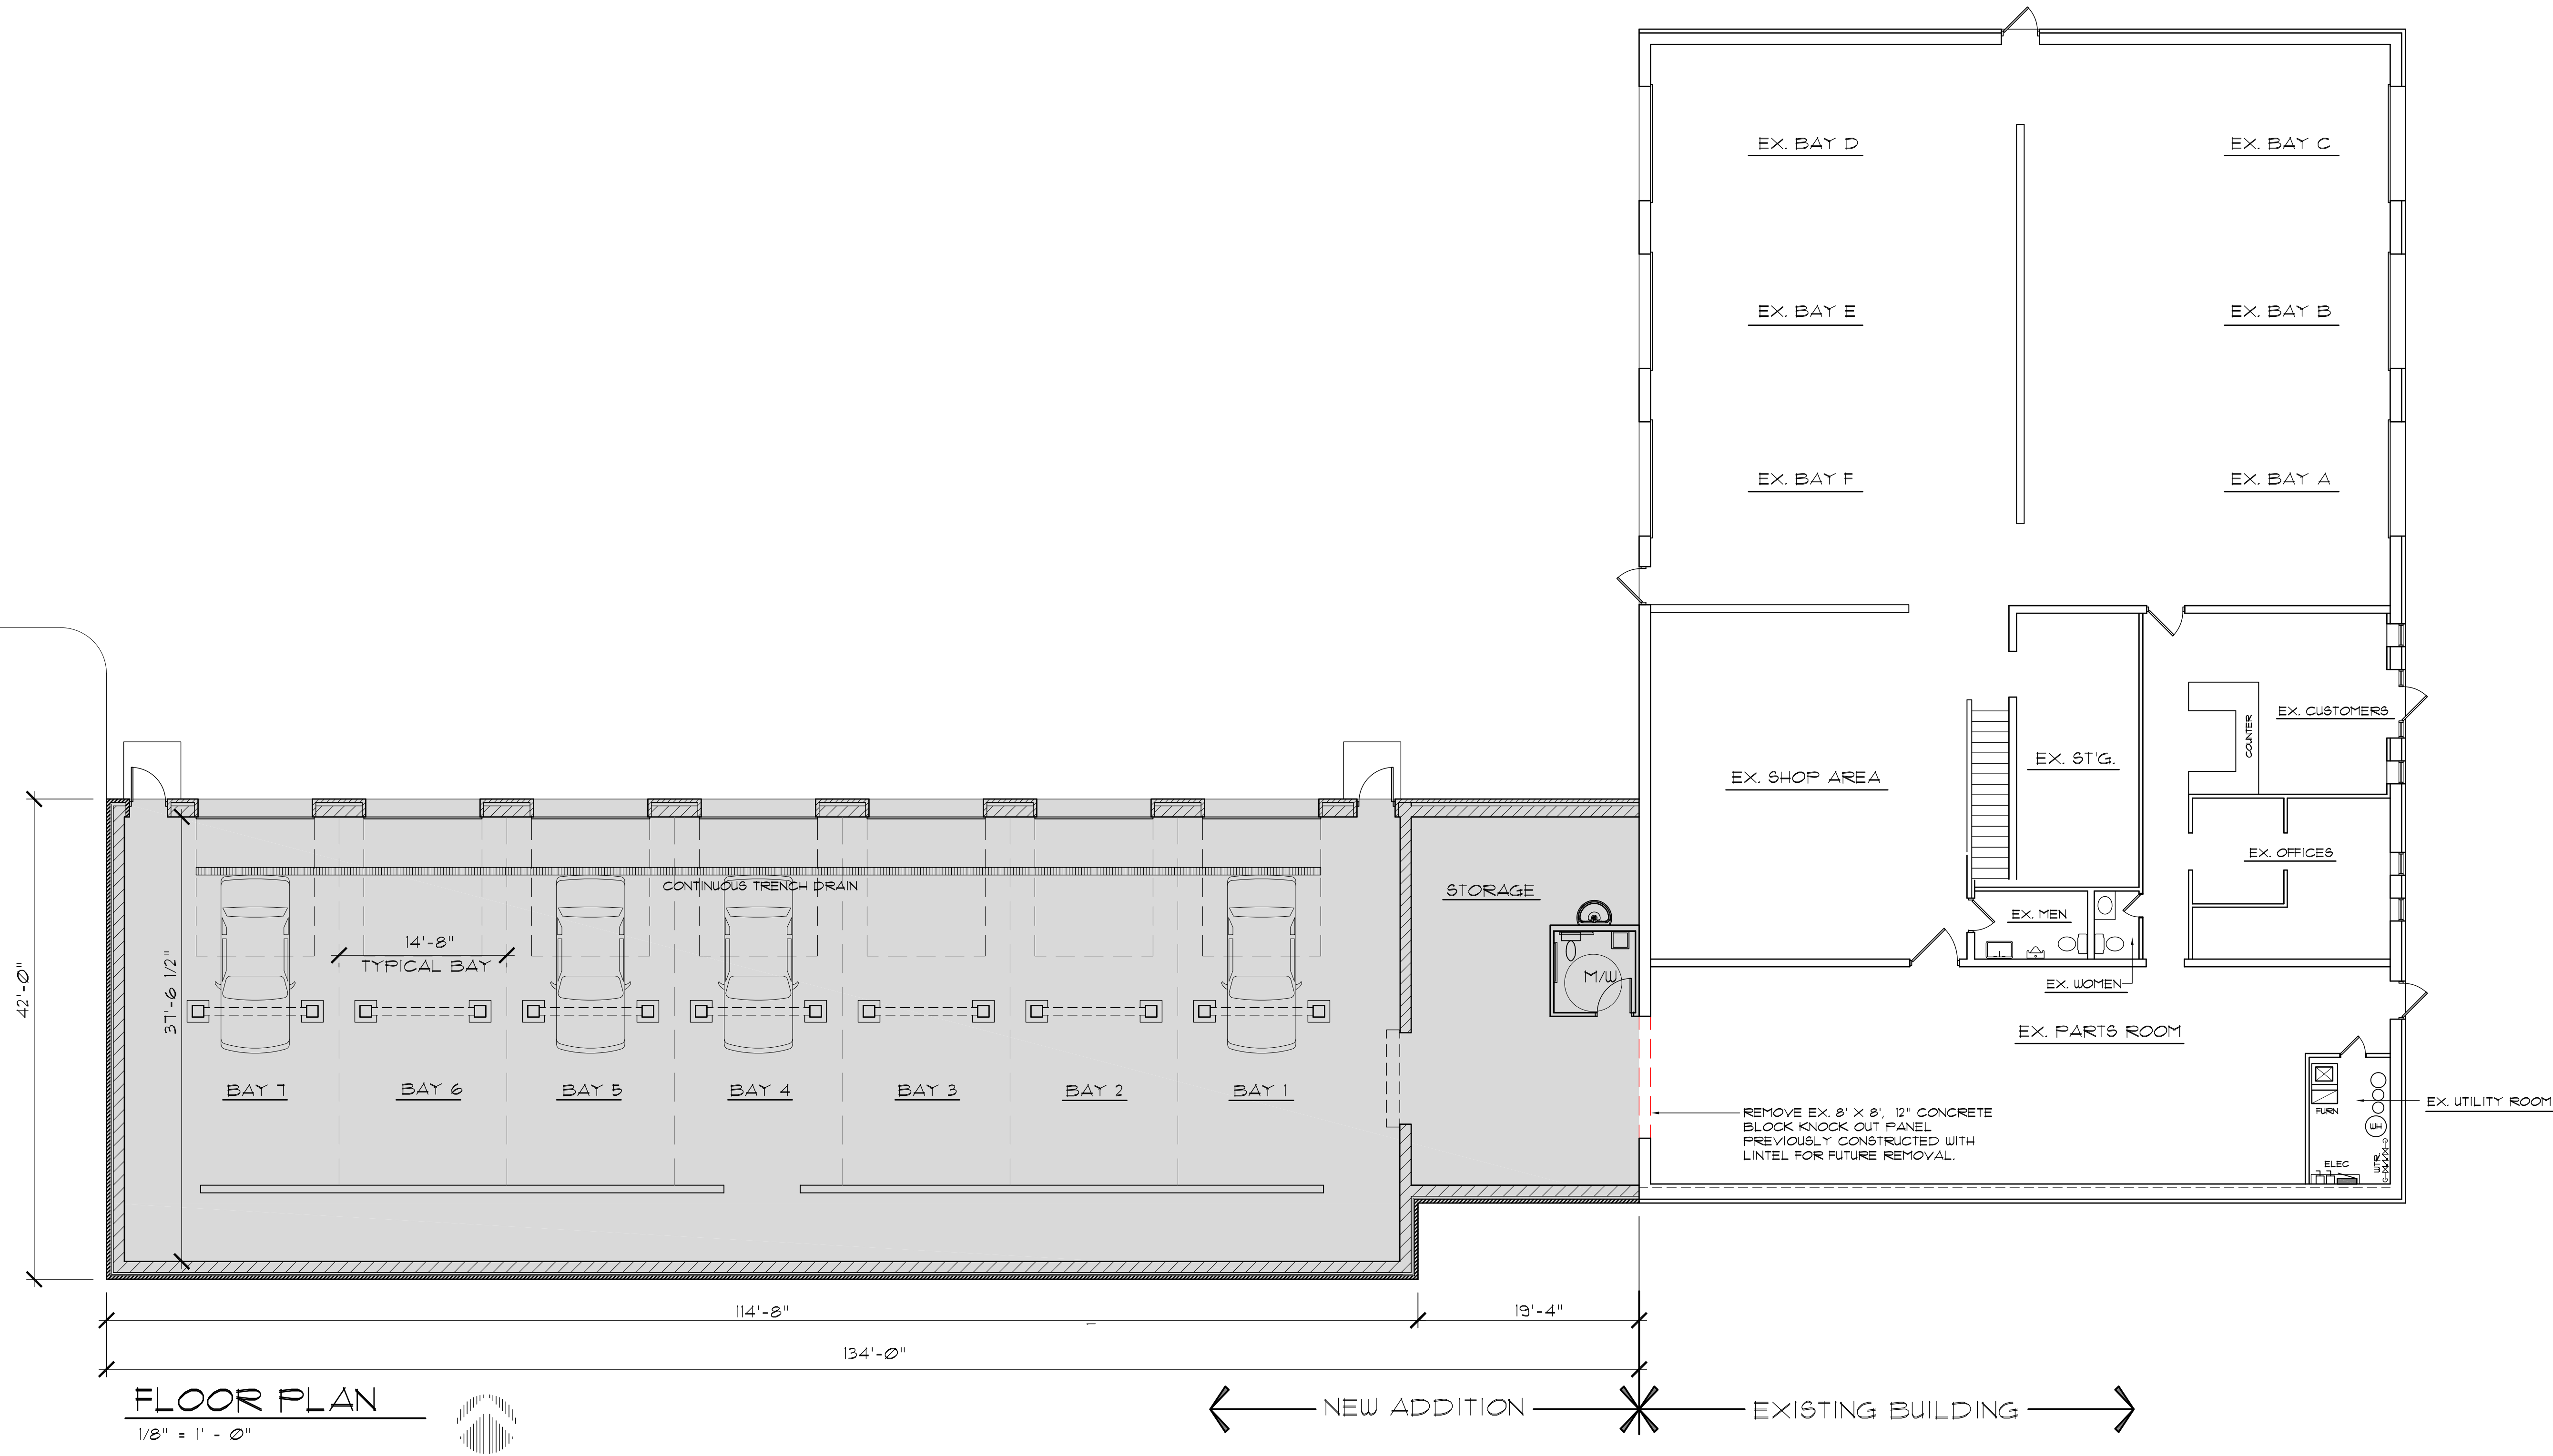 EX. BAY D
EX. BAY C
EX. BAY E
EX. BAY B
EX. BAY F
EX. BAY A
EX. CUSTOMERS
COUNTER
EX. ST'G.
EX. SHOP AREA
EX. OFFICES
EX. MEN
EX. WOMEN
EX. PARTS ROOM
EX. UTILITY ROOM
FURN
WH
WTR
ELEC
REMOVE EX. 8' X 8', 12" CONCRETE
BLOCK KNOCK OUT PANEL
PREVIOUSLY CONSTRUCTED WITH
LINTEL FOR FUTURE REMOVAL.
STORAGE
M/W
CONTINUOUS TRENCH DRAIN
14'-8"
TYPICAL BAY
37'-6 1/2"
42'-0"
BAY 7
BAY 6
BAY 5
BAY 4
BAY 3
BAY 2
BAY 1
114'-8"
19'-4"
134'-0"
FLOOR PLAN
1/8" = 1' - 0"
NEW ADDITION
EXISTING BUILDING